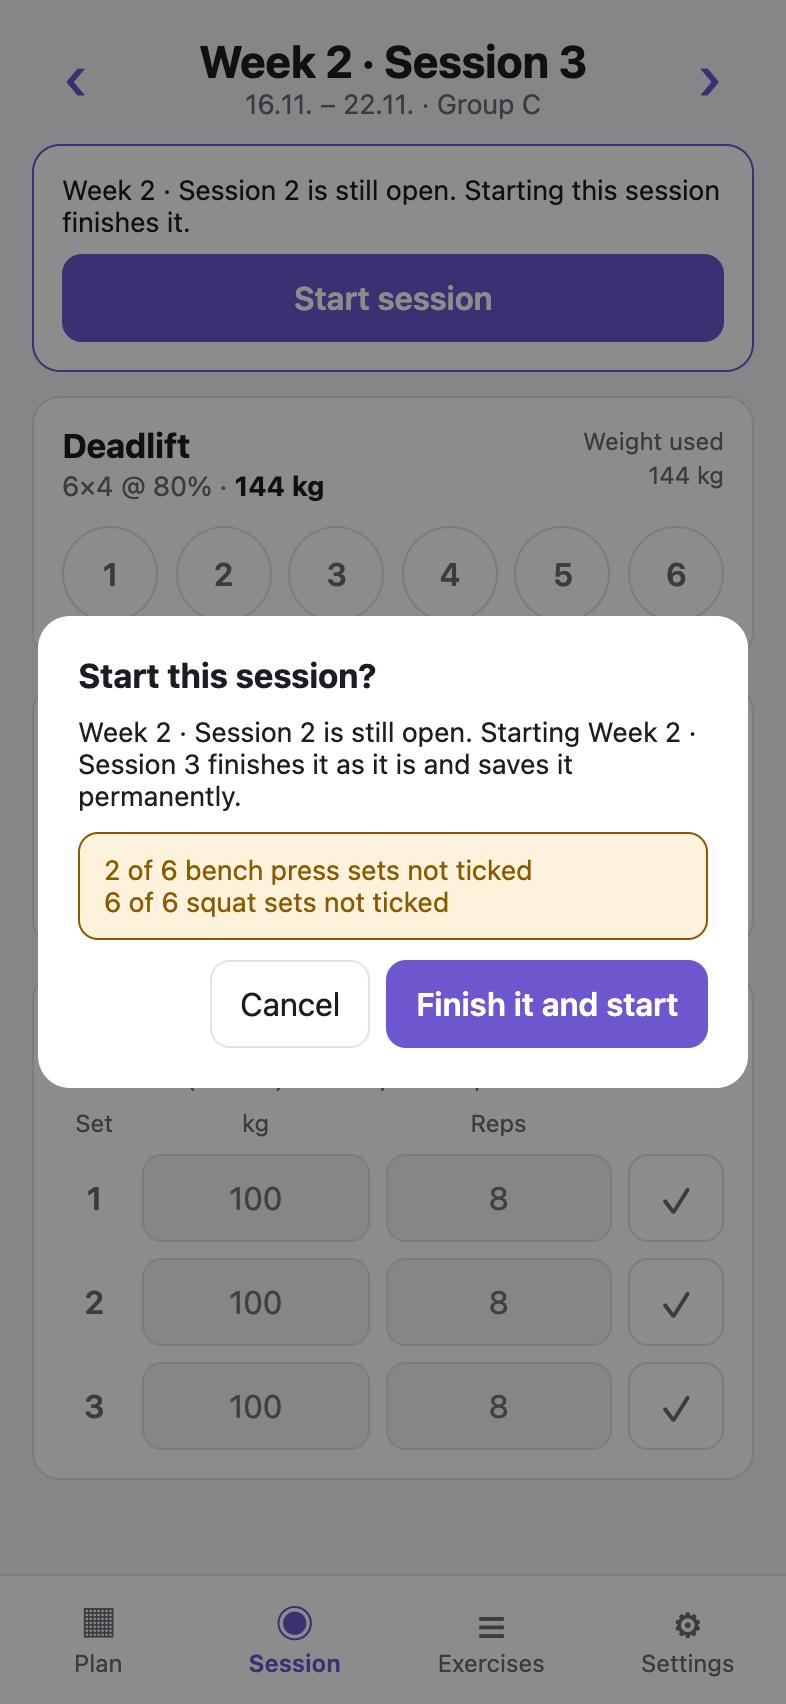 Week 2 · Session 3
16.11. – 22.11. · Group C
Week 2 · Session 2 is still open. Starting this session
finishes it.
Start session
Deadlift
Weight used
6×4 @ 80% · 144 kg
144 kg
1 2 3 4 5 6
Start this session?
Week 2 · Session 2 is still open. Starting Week 2 ·
Session 3 finishes it as it is and saves it
permanently.
2 of 6 bench press sets not ticked
6 of 6 squat sets not ticked
Cancel Finish it and start
Set kg Reps
1 100 8 ✓
2 100 8 ✓
3 100 8 ✓
Plan Session Exercises Settings